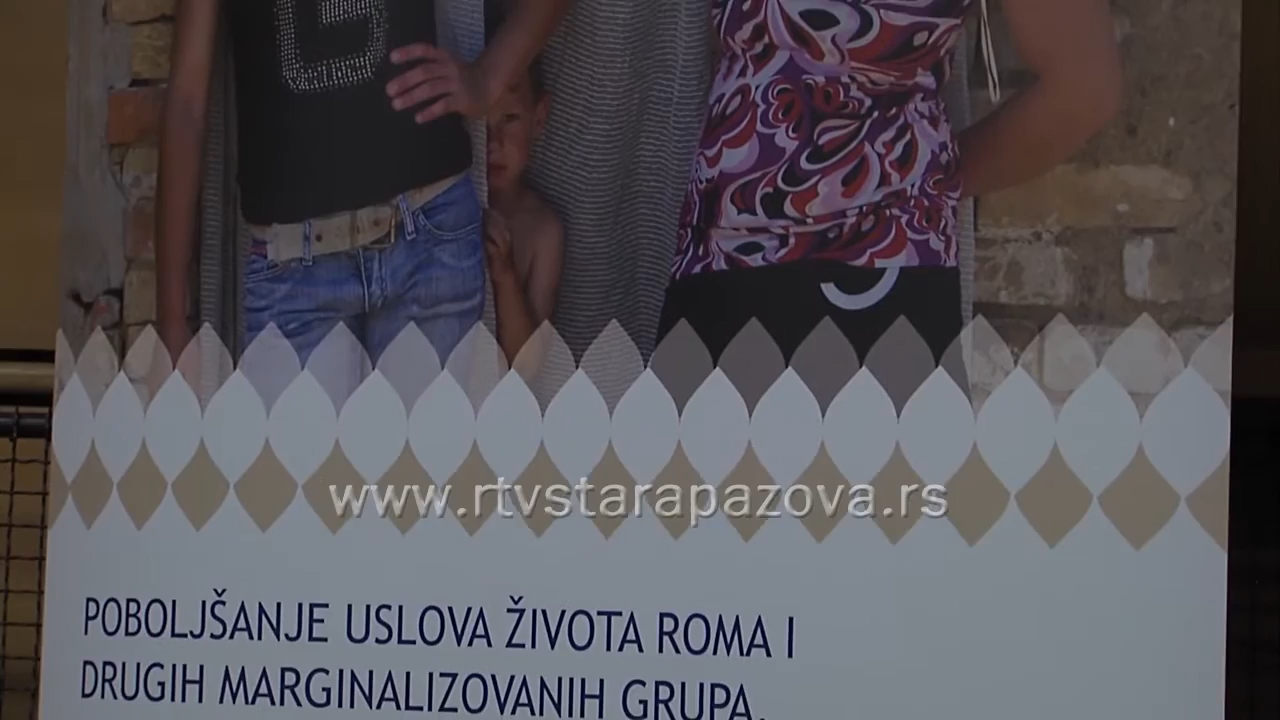 www.rtvstarapazova.rs
POBOLJŠANJE USLOVA ŽIVOTA ROMA I
DRUGIH MARGINALIZOVANIH GRUPA.